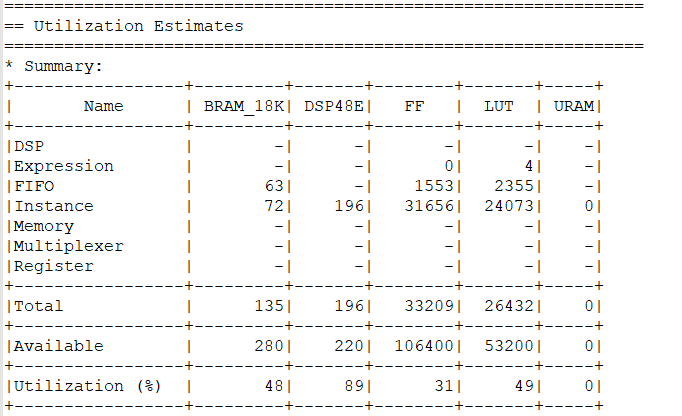 ================================================================
== Utilization Estimates
================================================================
* Summary:
+-----------------+---------+-------+--------+-------+-----+
|       Name      | BRAM_18K| DSP48E|   FF   |  LUT  | URAM|
+-----------------+---------+-------+--------+-------+-----+
|DSP              |        -|      -|       -|      -|    -|
|Expression       |        -|      -|       0|      4|    -|
|FIFO             |       63|      -|    1553|   2355|    -|
|Instance         |       72|    196|   31656|  24073|    0|
|Memory           |        -|      -|       -|      -|    -|
|Multiplexer      |        -|      -|       -|      -|    -|
|Register         |        -|      -|       -|      -|    -|
+-----------------+---------+-------+--------+-------+-----+
|Total            |      135|    196|   33209|  26432|    0|
+-----------------+---------+-------+--------+-------+-----+
|Available        |      280|    220|  106400|  53200|    0|
+-----------------+---------+-------+--------+-------+-----+
|Utilization (%)  |       48|     89|      31|     49|    0|
+-----------------+---------+-------+--------+-------+-----+